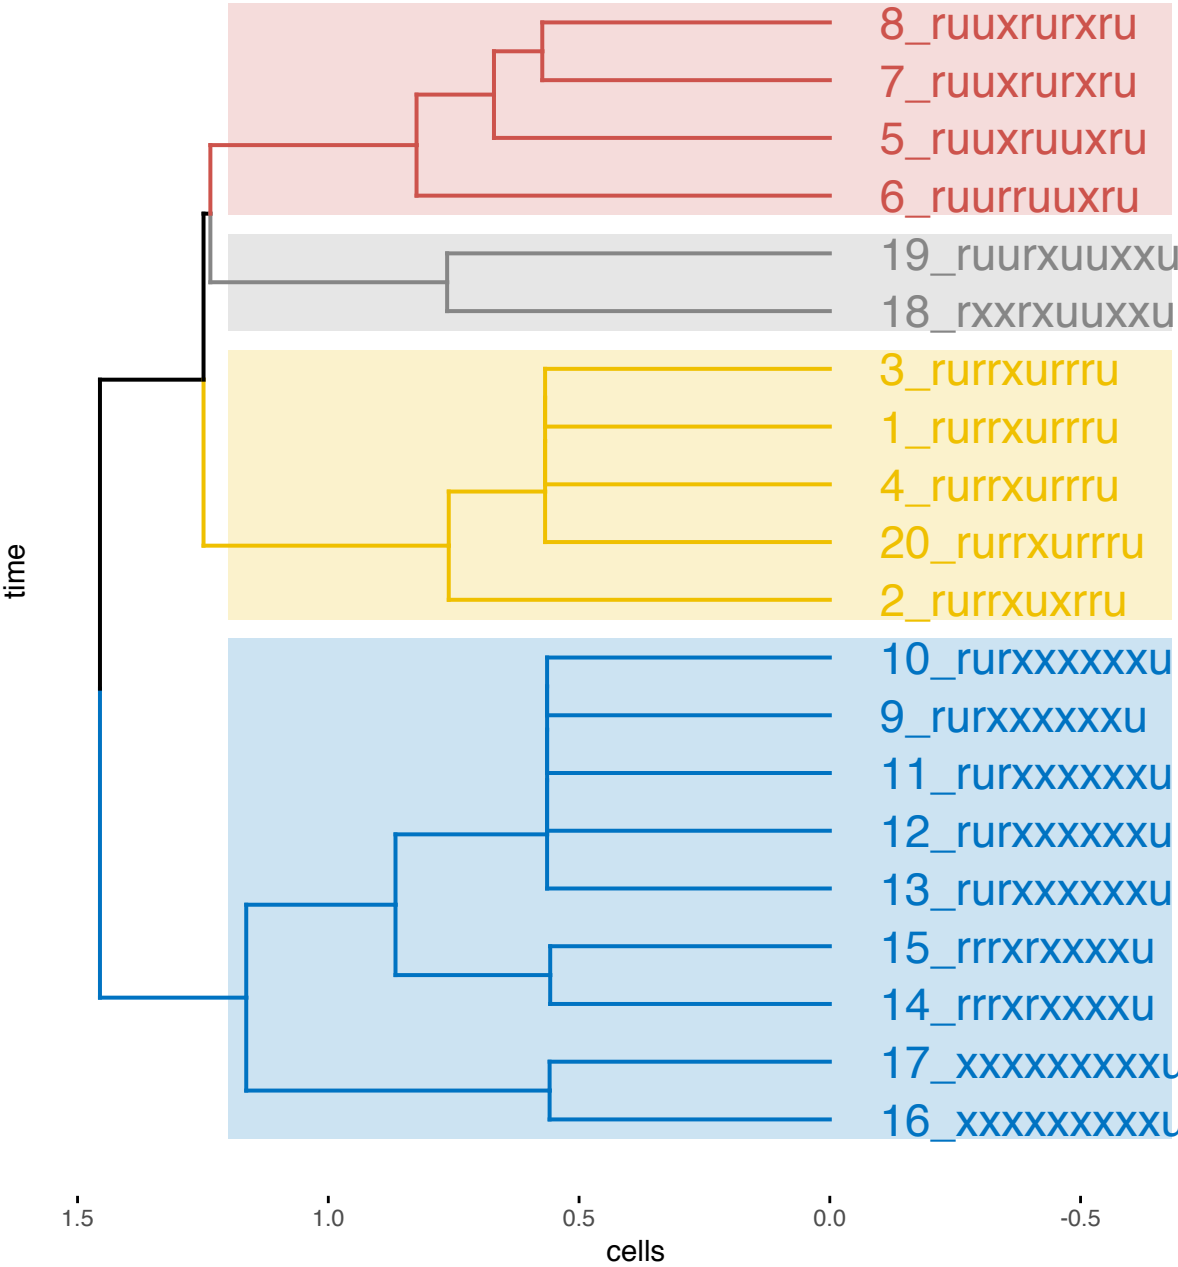 8_ruuxrurxru
7_ruuxrurxru
5_ruuxruuxru
6_ruurruuxru
19_ruurxuuxxu
18_rxxrxuuxxu
3_rurrxurrru
1_rurrxurrru
4_rurrxurrru
20_rurrxurrru
2_rurrxuxrru
10_rurxxxxxxu
9_rurxxxxxxu
11_rurxxxxxxu
12_rurxxxxxxu
13_rurxxxxxxu
15_rrrxrxxxxu
14_rrrxrxxxxu
17_xxxxxxxxxu
16_xxxxxxxxxu
time
1.5 1.0 0.5 0.0 -0.5
cells